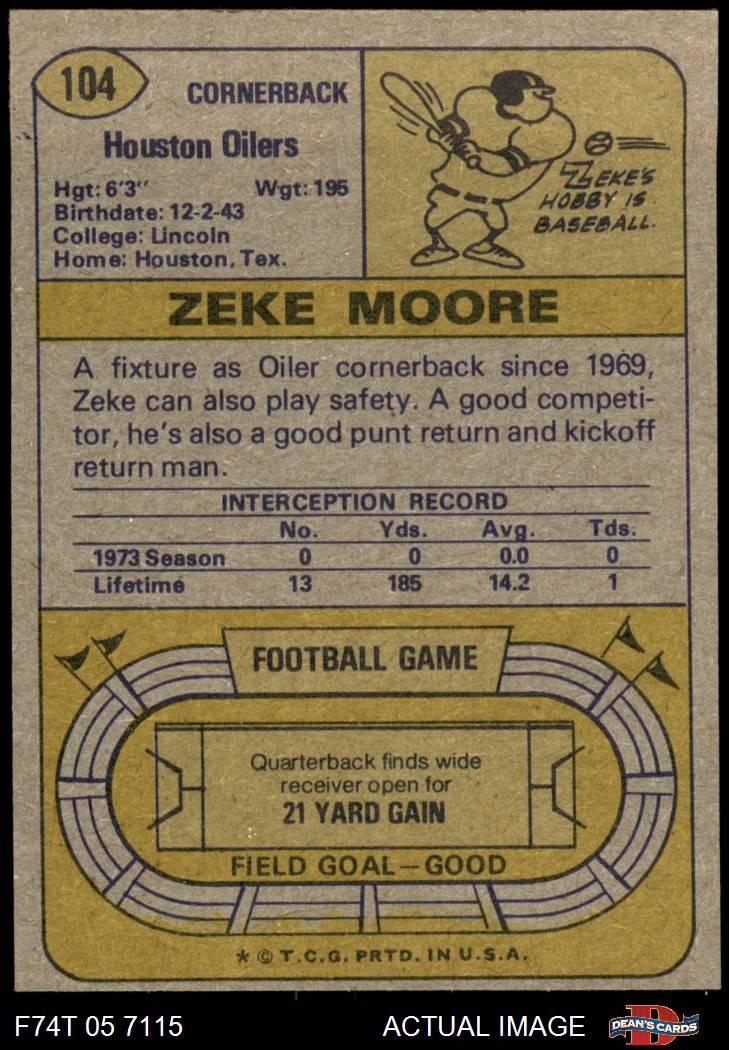 104
CORNERBACK
Houston Oilers
Hgt: 6'3" Wgt: 195
Birthdate: 12-2-43
College: Lincoln
Home: Houston, Tex.
ZEKE'S
HOBBY IS
BASEBALL.
ZEKE MOORE
A fixture as Oiler cornerback since 1969,
Zeke can also play safety. A good competi-
tor, he's also a good punt return and kickoff
return man.
INTERCEPTION RECORD
No. Yds. Avg. Tds.
1973 Season 0 0 0.0 0
Lifetime 13 185 14.2 1
FOOTBALL GAME
Quarterback finds wide
receiver open for
21 YARD GAIN
FIELD GOAL—GOOD
* © T.C.G. PRTD. IN U.S.A.
F74T 05 7115 ACTUAL IMAGE D DEAN'S CARDS